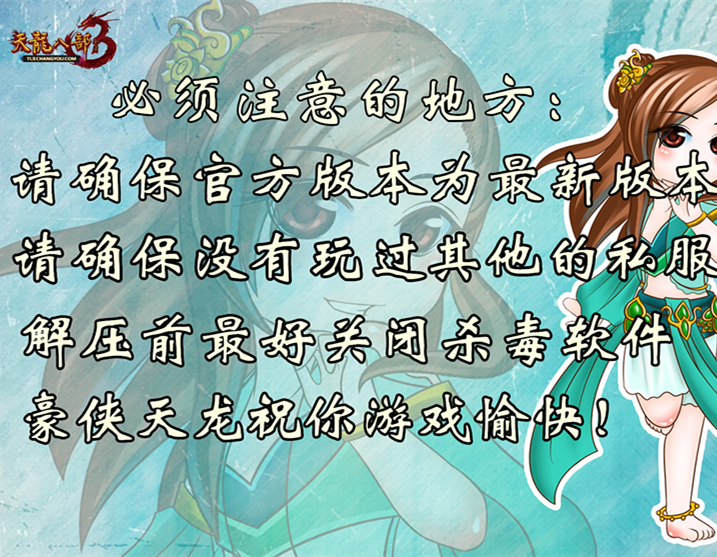 天龍八部3
TL.CHANGYOU.COM
必须注意的地方:
请确保官方版本为最新版本
请确保没有玩过其他的私服
解压前最好关闭杀毒软件
豪侠天龙祝你游戏愉快!